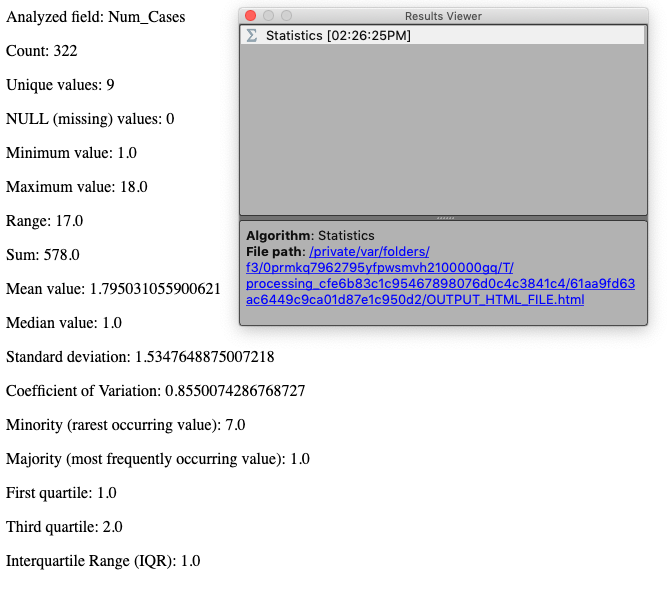 Analyzed field: Num_Cases
Count: 322
Unique values: 9
NULL (missing) values: 0
Minimum value: 1.0
Maximum value: 18.0
Range: 17.0
Sum: 578.0
Mean value: 1.795031055900621
Median value: 1.0
Standard deviation: 1.5347648875007218
Coefficient of Variation: 0.8550074286768727
Minority (rarest occurring value): 7.0
Majority (most frequently occurring value): 1.0
First quartile: 1.0
Third quartile: 2.0
Interquartile Range (IQR): 1.0
Results Viewer
Statistics [02:26:25PM]
Algorithm: Statistics
File path: /private/var/folders/
f3/0prmkq7962795yfpwsmvh2100000gq/T/
processing_cfe6b83c1c95467898076d0c4c3841c4/61aa9fd63
ac6449c9ca01d87e1c950d2/OUTPUT_HTML_FILE.html